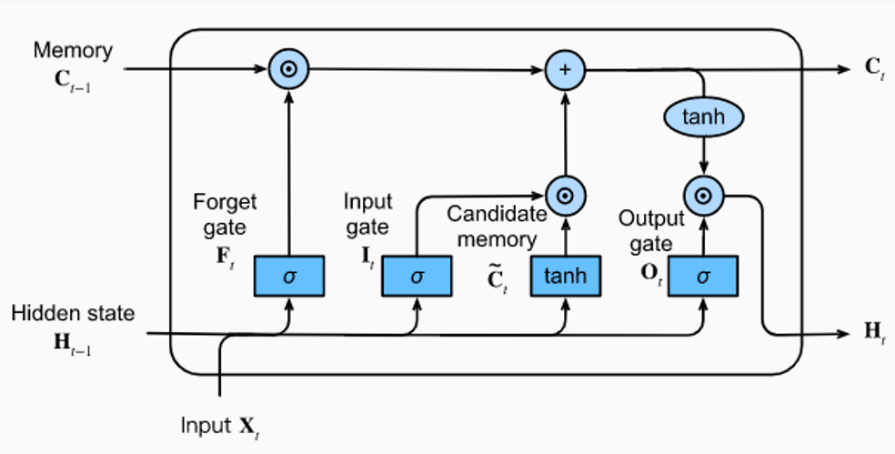 Memory
C_{t-1}
⊙
+
C_t
tanh
Forget
gate
F_t
Input
gate
I_t
⊙
Candidate
memory
C̃_t
Output
gate
O_t
⊙
σ
σ
tanh
σ
Hidden state
H_{t-1}
H_t
Input X_t